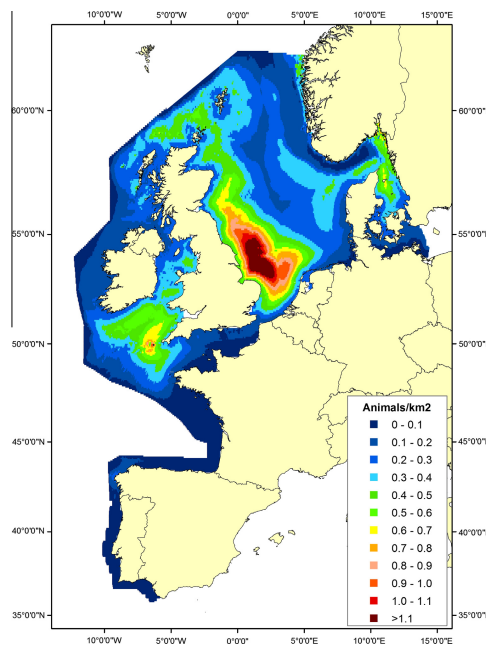 10°0'0"W 5°0'0"W 0°0'0" 5°0'0"E 10°0'0"E 15°0'0"E
60°0'0"N 60°0'0"N
55°0'0"N 55°0'0"N
50°0'0"N 50°0'0"N
45°0'0"N 45°0'0"N
40°0'0"N 40°0'0"N
35°0'0"N 35°0'0"N
Animals/km2
0 - 0.1
0.1 - 0.2
0.2 - 0.3
0.3 - 0.4
0.4 - 0.5
0.5 - 0.6
0.6 - 0.7
0.7 - 0.8
0.8 - 0.9
0.9 - 1.0
1.0 - 1.1
>1.1
10°0'0"W 5°0'0"W 0°0'0" 5°0'0"E 10°0'0"E 15°0'0"E